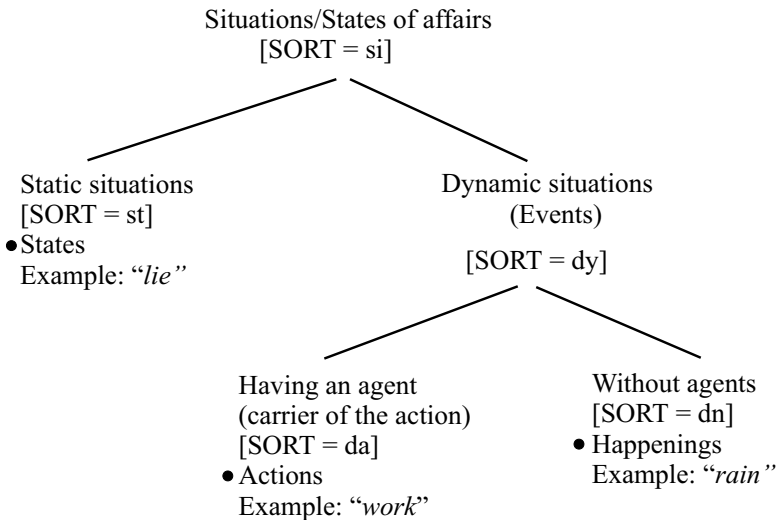 Situations/States of affairs
[SORT = si]
Static situations
[SORT = st]
●States
Example: “lie”
Dynamic situations
(Events)
[SORT = dy]
Having an agent
(carrier of the action)
[SORT = da]
●Actions
Example: “work”
Without agents
[SORT = dn]
● Happenings
Example: “rain”